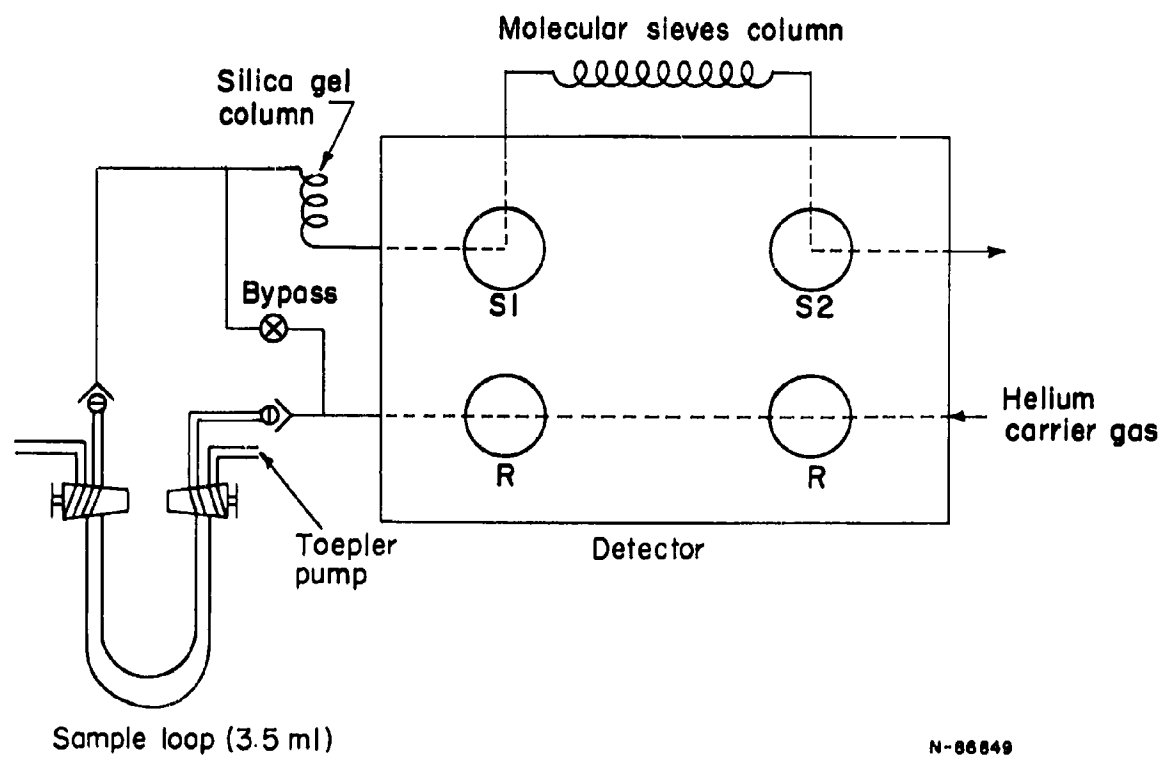 Molecular sieves column
Silica gel
column
Bypass
S1
S2
Helium
carrier gas
R
R
Toepler
pump
Detector
Sample loop (3.5 ml)
N-86849